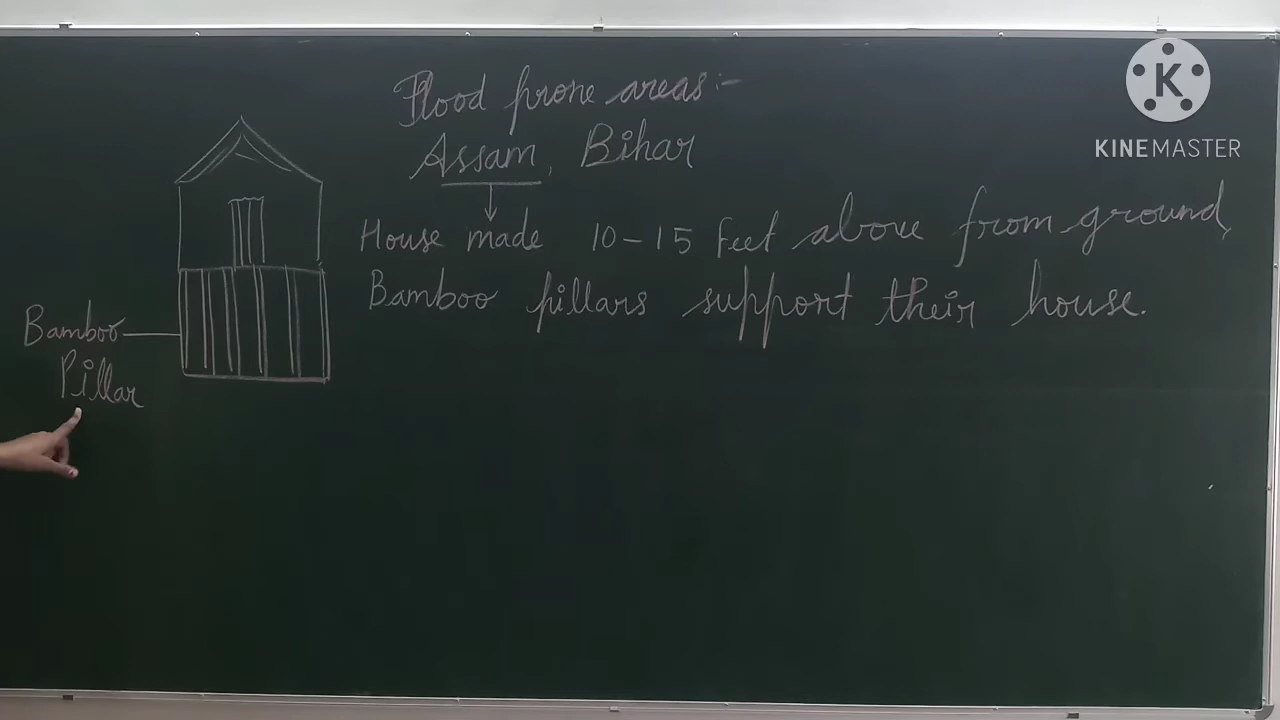 Flood prone areas:-
Assam, Bihar
House made 10-15 feet above from ground,
Bamboo pillars support their house.
Bamboo
Pillar
K
KINEMASTER